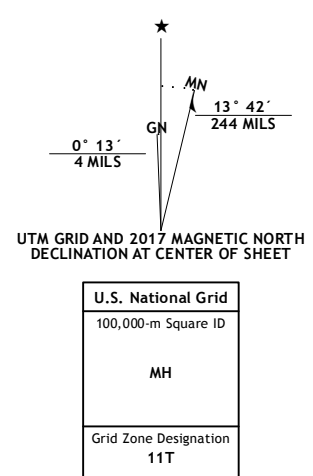 ★
MN
GN
13° 42´
244 MILS
0° 13´
4 MILS
UTM GRID AND 2017 MAGNETIC NORTH
DECLINATION AT CENTER OF SHEET
U.S. National Grid
100,000-m Square ID
MH
Grid Zone Designation
11T